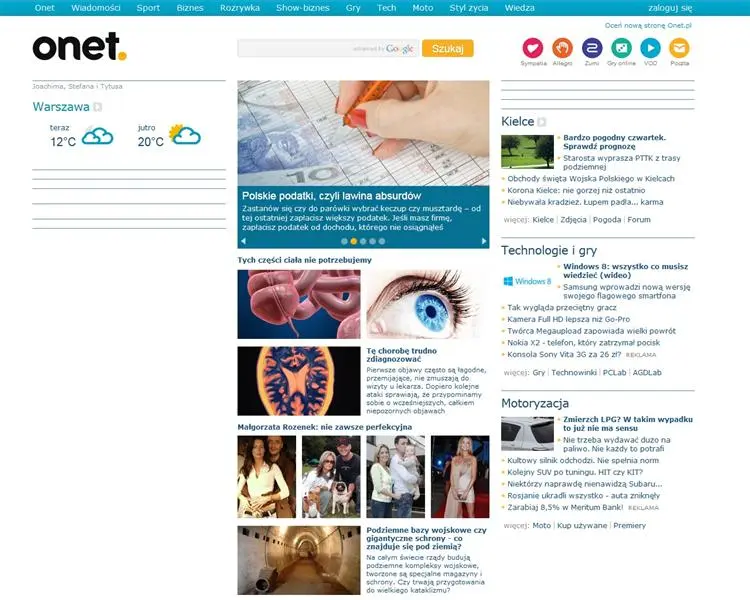 Onet Wiadomości Sport Biznes Rozrywka Show-biznes Gry Tech Moto Styl życia Wiedza zaloguj się
Oceń nową stronę Onet.pl
onet.
enhanced by Google Szukaj
Sympatia Allegro Zumi Gry online VOD Poczta
Joachima, Stefana i Tytusa
Warszawa
teraz
12°C
jutro
20°C
Polskie podatki, czyli lawina absurdów
Zastanów się czy do parówki wybrać keczup czy musztardę – od
tej ostatniej zapłacisz większy podatek. Jeśli masz firmę,
zapłacisz podatek od dochodu, którego nie osiągnąłeś
Tych części ciała nie potrzebujemy
Tę chorobę trudno
zdiagnozować
Pierwsze objawy często są łagodne,
przemijające, nie zmuszają do
wizyty u lekarza. Dopiero kolejne
ataki sprawiają, że przypominamy
sobie o wcześniejszych, całkiem
niepozornych objawach
Małgorzata Rozenek: nie zawsze perfekcyjna
Podziemne bazy wojskowe czy
gigantyczne schrony - co
znajduje się pod ziemią?
Na całym świecie rządy budują
podziemne kompleksy wojskowe,
tworzone są specjalne magazyny i
schrony. Czy trwają przygotowania
do wielkiego kataklizmu?
Kielce
Bardzo pogodny czwartek.
Sprawdź prognozę
Starosta wyprasza PTTK z trasy
podziemnej
Obchody święta Wojska Polskiego w Kielcach
Korona Kielce: nie gorzej niż ostatnio
Niebywała kradzież. Łupem padła... karma
więcej: Kielce | Zdjęcia | Pogoda | Forum
Technologie i gry
Windows 8
Windows 8: wszystko co musisz
wiedzieć (wideo)
Samsung wprowadzi nową wersję
swojego flagowego smartfona
Tak wygląda przeciętny gracz
Kamera Full HD lepsza niż Go-Pro
Twórca Megaupload zapowiada wielki powrót
Nokia X2 - telefon, który zatrzymał pocisk
Konsola Sony Vita 3G za 26 zł? REKLAMA
więcej: Gry | Technowinki | PCLab | AGDLab
Motoryzacja
Zmierzch LPG? W takim wypadku
to już nie ma sensu
Nie trzeba wydawać dużo na
paliwo. Nie każdy to potrafi
Kultowy silnik odchodzi. Nie spełnia norm
Kolejny SUV po tuningu. HIT czy KIT?
Niektórzy naprawdę nienawidzą Subaru...
Rosjanie ukradli wszystko - auta zniknęły
Zarabiaj 8,5% w Meritum Bank! REKLAMA
więcej: Moto | Kup używane | Premiery